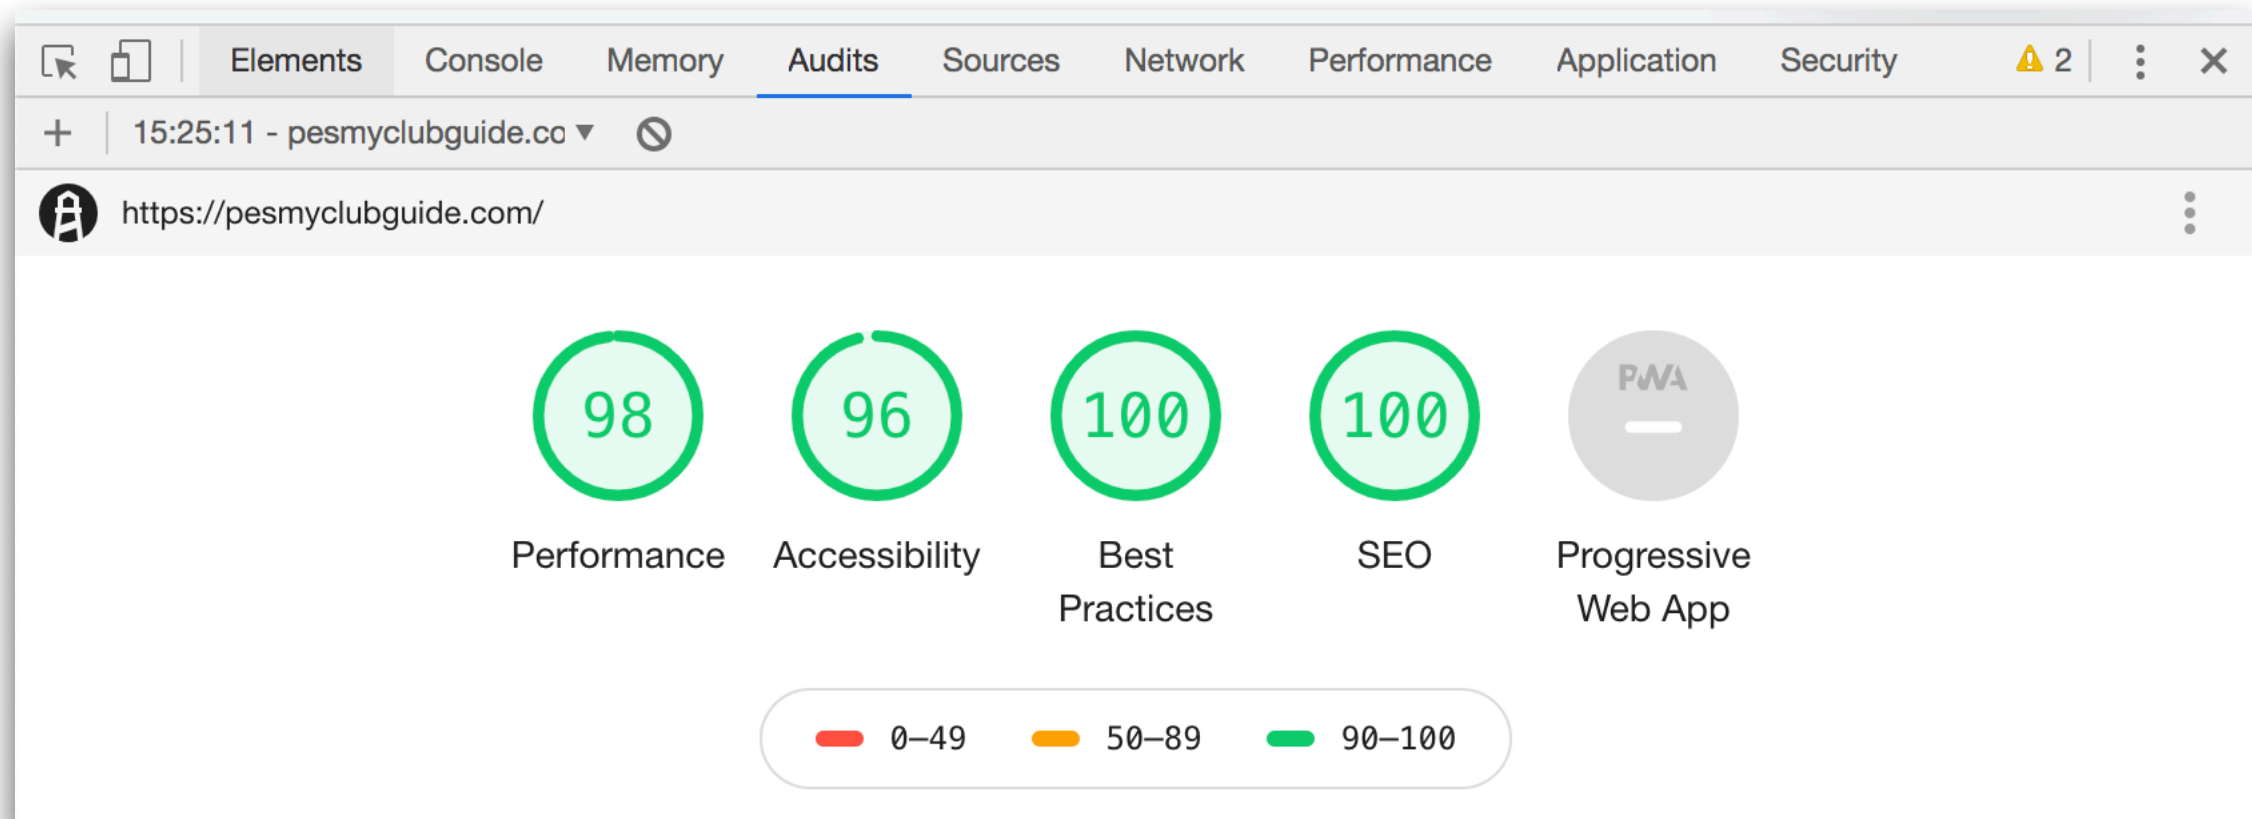 Elements Console Memory Audits Sources Network Performance Application Security 2
15:25:11 - pesmyclubguide.co
https://pesmyclubguide.com/
98 96 100 100 PWA
Performance Accessibility Best Practices SEO Progressive Web App
0–49 50–89 90–100